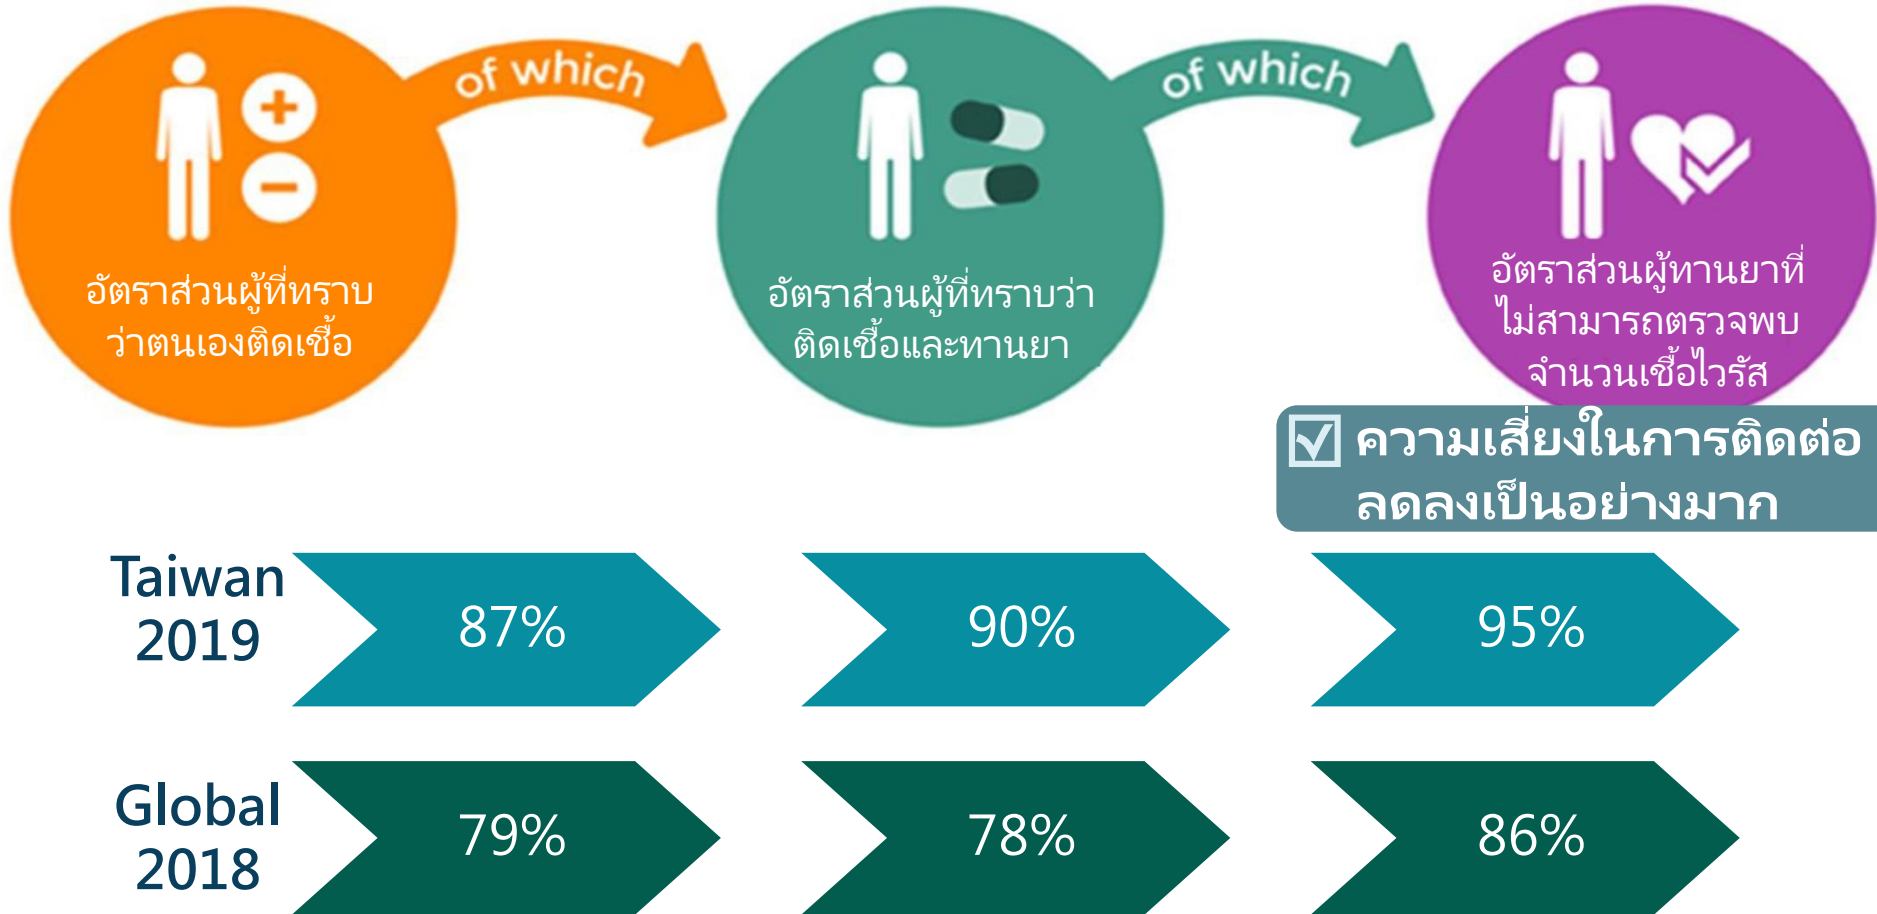 of which
of which
อัตราส่วนผู้ที่ทราบ
ว่าตนเองติดเชื้อ
อัตราส่วนผู้ที่ทราบว่า
ติดเชื้อและทานยา
อัตราส่วนผู้ทานยาที่
ไม่สามารถตรวจพบ
จำนวนเชื้อไวรัส
ความเสี่ยงในการติดต่อ
ลดลงเป็นอย่างมาก
Taiwan
2019
87%
90%
95%
Global
2018
79%
78%
86%